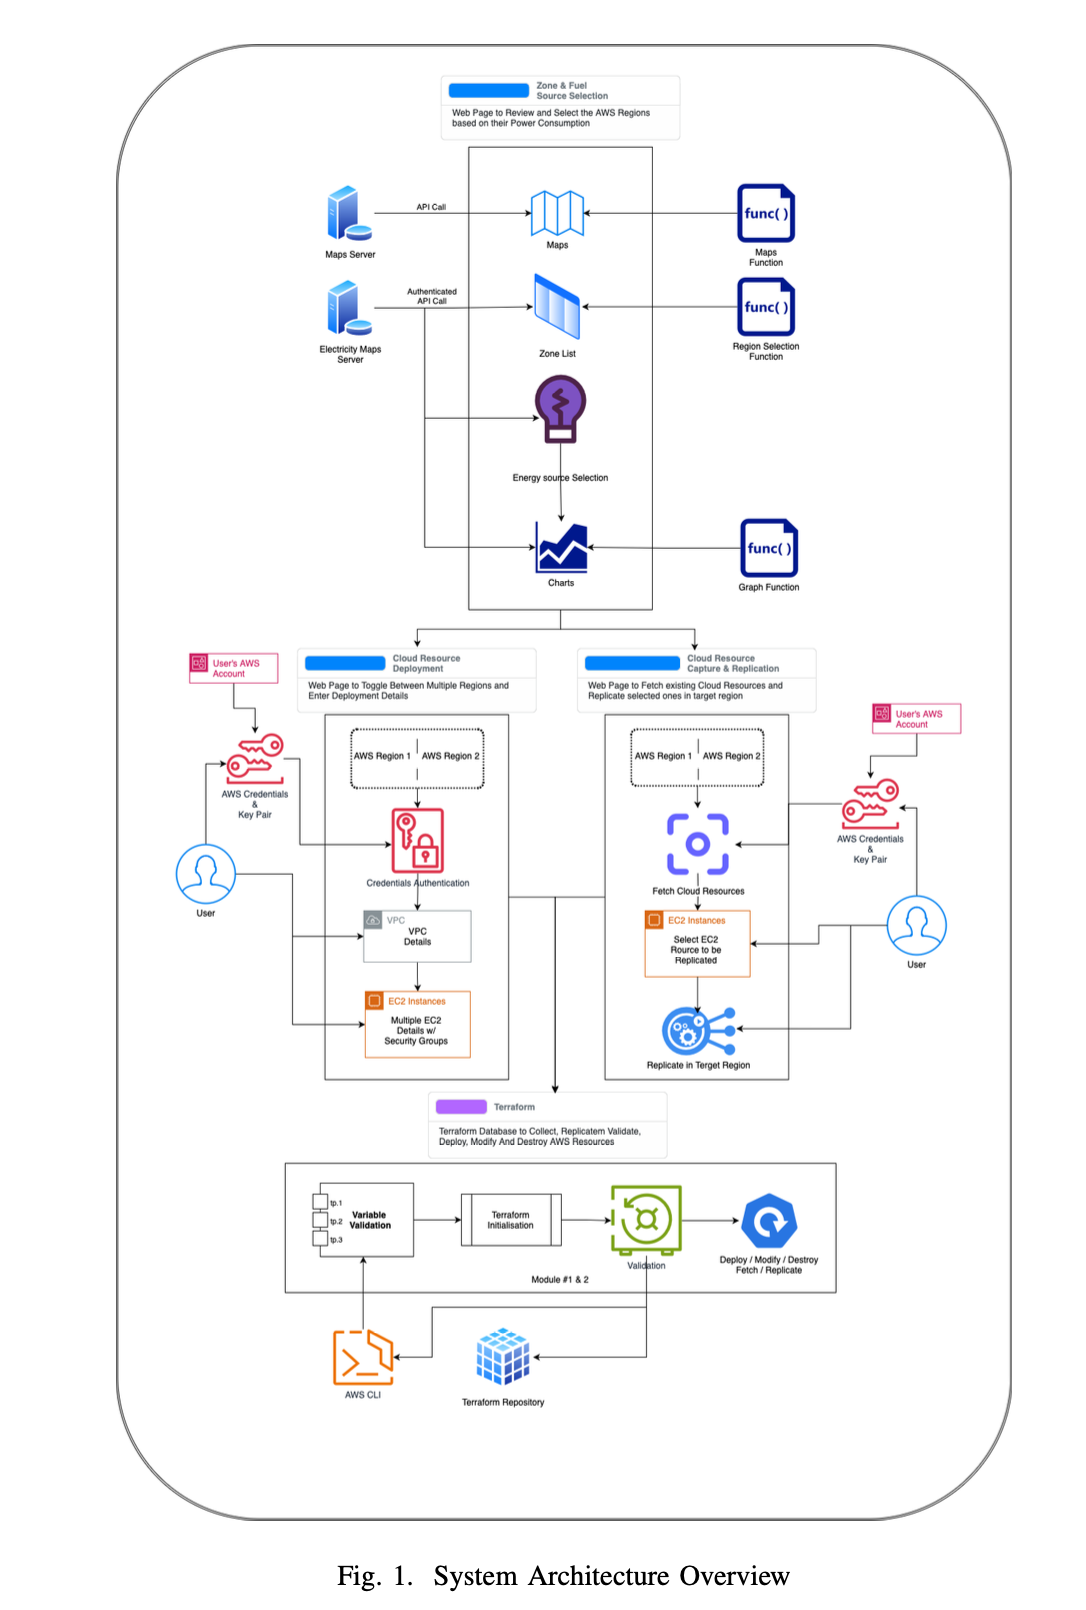 Zone & Fuel
Source Selection
Web Page to Review and Select the AWS Regions
based on their Power Consumption
API Call
Maps Server
Maps
func( )
Maps
Function
Authenticated
API Call
Electricity Maps
Server
Zone List
func( )
Region Selection
Function
Energy source Selection
Charts
func( )
Graph Function
User's AWS
Account
Cloud Resource
Deployment
Web Page to Toggle Between Multiple Regions and
Enter Deployment Details
Cloud Resource
Capture & Replication
Web Page to Fetch existing Cloud Resources and
Replicate selected ones in target region
User's AWS
Account
AWS Region 1
AWS Region 2
AWS Region 1
AWS Region 2
AWS Credentials
&
Key Pair
AWS Credentials
&
Key Pair
Credentials Authentication
Fetch Cloud Resources
User
VPC
VPC
Details
EC2 Instances
Select EC2
Rource to be
Replicated
User
EC2 Instances
Multiple EC2
Details w/
Security Groups
Replicate in Terget Region
Terraform
Terraform Database to Collect, Replicatem Validate,
Deploy, Modify And Destroy AWS Resources
tp.1
tp.2
tp.3
Variable
Validation
Terraform
Initialisation
Validation
Deploy / Modify / Destroy
Fetch / Replicate
Module #1 & 2
AWS CLI
Terraform Repository
Fig. 1. System Architecture Overview